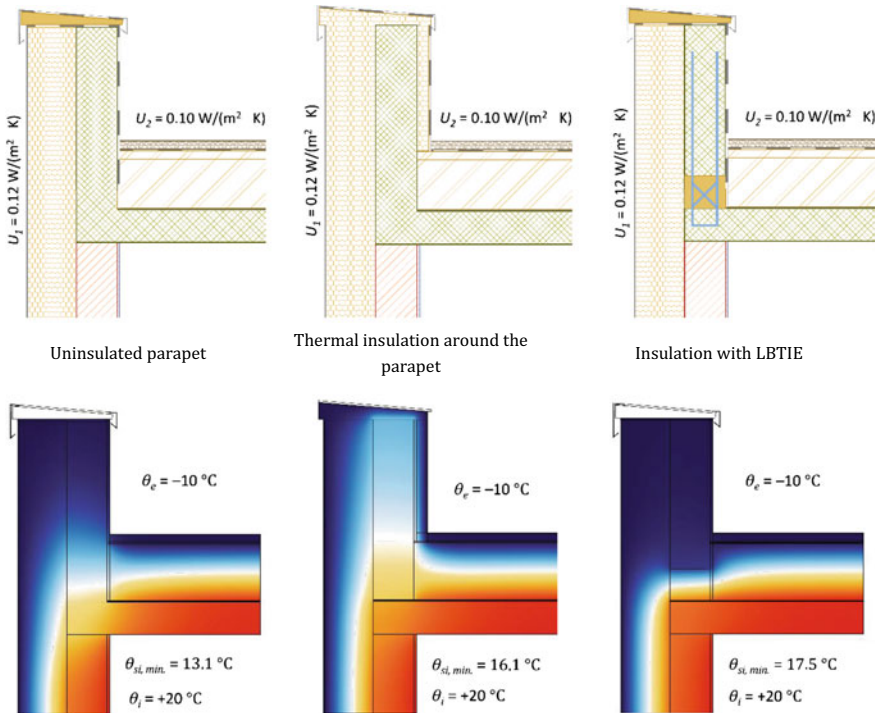 U₁ = 0.12 W/(m² K)
U₂ = 0.10 W/(m² K)
U₁ = 0.12 W/(m² K)
U₂ = 0.10 W/(m² K)
U₁ = 0.12 W/(m² K)
U₂ = 0.10 W/(m² K)
Uninsulated parapet
Thermal insulation around the
parapet
Insulation with LBTIE
θₑ = −10 °C
θₑ = −10 °C
θₑ = −10 °C
θsi, min. = 13.1 °C
θᵢ = +20 °C
θsi, min. = 16.1 °C
θᵢ = +20 °C
θsi, min. = 17.5 °C
θᵢ = +20 °C